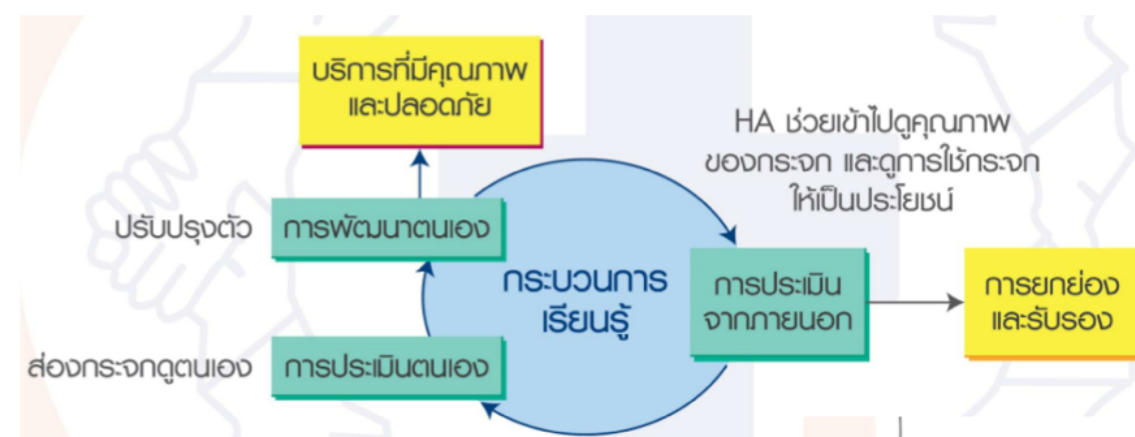 บริการที่มีคุณภาพ
และปลอดภัย
HA ช่วยเข้าไปดูคุณภาพ
ของกระจก และดูการใช้กระจก
ให้เป็นประโยชน์
ปรับปรุงตัว
การพัฒนาตนเอง
กระบวนการ
เรียนรู้
การประเมิน
จากภายนอก
การยกย่อง
และรับรอง
ส่องกระจกดูตนเอง
การประเมินตนเอง